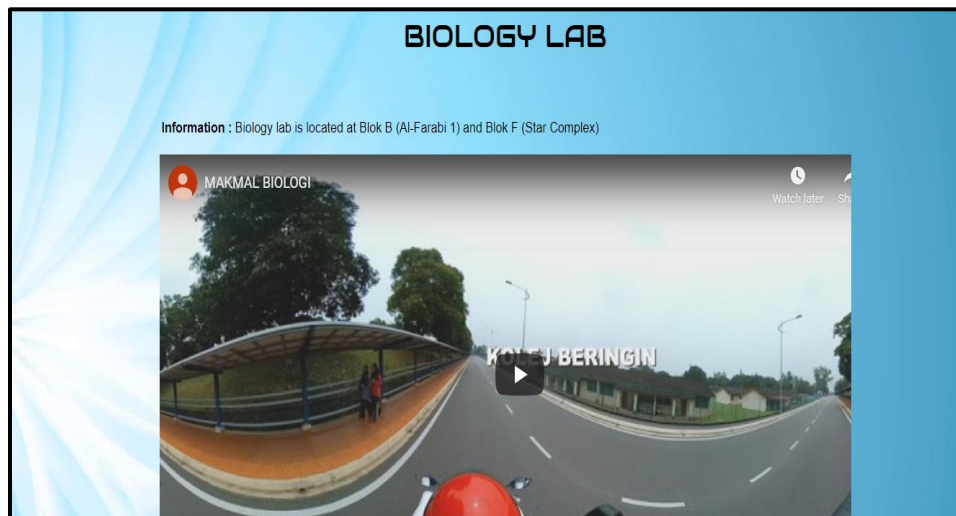 BIOLOGY LAB
Information : Biology lab is located at Blok B (Al-Farabi 1) and Blok F (Star Complex)
MAKMAL BIOLOGI
Watch later
KOLEJ BERINGIN